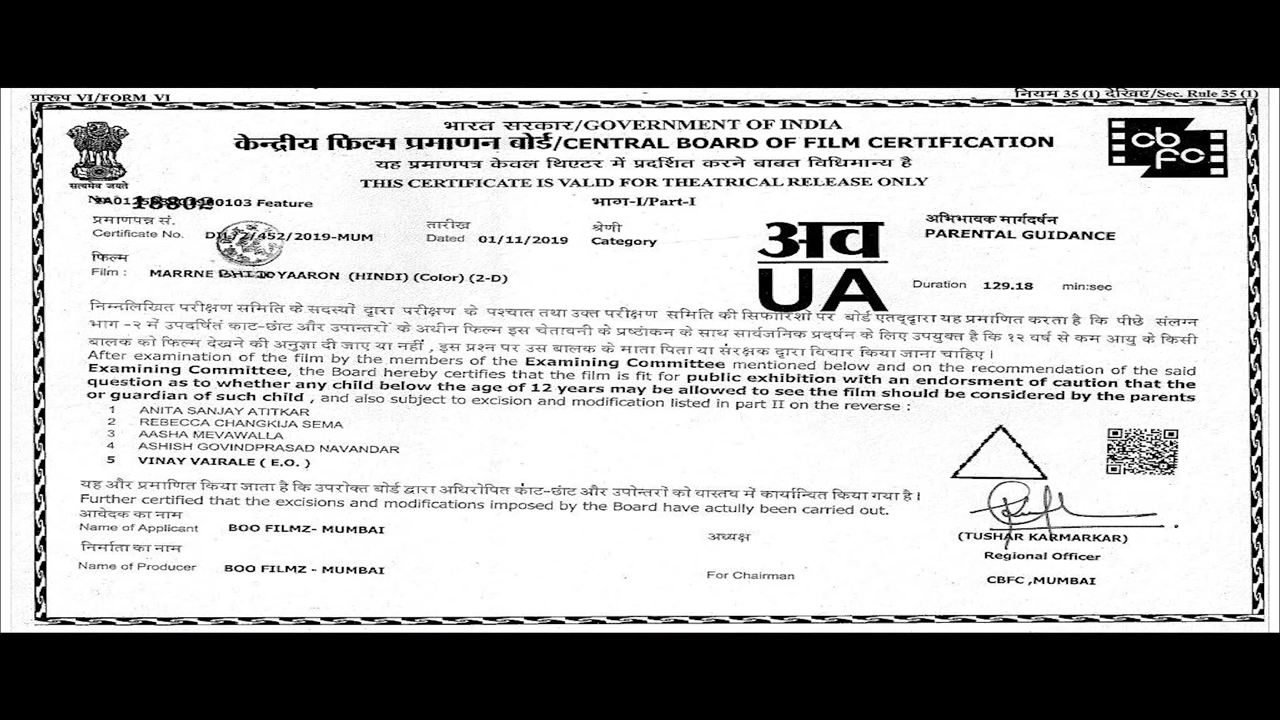 प्रारूप VI/FORM VI
नियम 35 (1) देखिए/Sec. Rule 35 (1)
भारत सरकार/GOVERNMENT OF INDIA
केन्द्रीय फिल्म प्रमाणन बोर्ड/CENTRAL BOARD OF FILM CERTIFICATION
cbfc
यह प्रमाणपत्र केवल थिएटर में प्रदर्शित करने बाबत विधिमान्य है
सत्यमेव जयते
THIS CERTIFICATE IS VALID FOR THEATRICAL RELEASE ONLY
Feature
भाग-I/Part-I
प्रमाणपत्र सं.
तारीख
श्रेणी
अव
अभिभावक मार्गदर्शन
Certificate No. 452/2019-MUM
Dated 01/11/2019
Category
PARENTAL GUIDANCE
फिल्म
Film : MARRNE BHI DO YAARON (HINDI) (Color) (2-D)
UA
Duration 129.18 min:sec
निम्नलिखित परीक्षण समिति के सदस्यों द्वारा परीक्षण के पश्चात तथा उक्त परीक्षण समिति की सिफारिशों पर बोर्ड एतद्द्वारा यह प्रमाणित करता है कि पीछे संलग्न
भाग -२ में उपदर्षित काट-छांट और उपान्तरों के अधीन फिल्म इस चेतावनी के प्रष्ठांकन के साथ सार्वजनिक प्रदर्वन के लिए उपयुक्त है कि १२ वर्ष से कम आयु के किसी
बालक को फिल्म देखने की अनुज्ञा दी जाए या नहीं , इस प्रश्न पर उस बालक के माता पिता या संरक्षक द्वारा विचार किया जाना चाहिए।
After examination of the film by the members of the Examining Committee mentioned below and on the recommendation of the said
Examining Committee, the Board hereby certifies that the film is fit for public exhibition with an endorsment of caution that the
question as to whether any child below the age of 12 years may be allowed to see the film should be considered by the parents
or guardian of such child , and also subject to excision and modification listed in part II on the reverse :
1 ANITA SANJAY ATITKAR
2 REBECCA CHANGKIJA SEMA
3 AASHA MEVAWALLA
4 ASHISH GOVINDPRASAD NAVANDAR
5 VINAY VAIRALE ( E.O. )
यह और प्रमाणित किया जाता है कि उपरोक्त बोर्ड द्वारा अधिरोपित कांट-छांट और उपोन्तरों को वास्तव में कार्यान्वित किया गया है।
Further certified that the excisions and modifications imposed by the Board have actully been carried out.
आवेदक का नाम
Name of Applicant BOO FILMZ- MUMBAI
अध्यक्ष
(TUSHAR KARMARKAR)
निर्माता का नाम
Regional Officer
Name of Producer BOO FILMZ - MUMBAI
For Chairman
CBFC ,MUMBAI